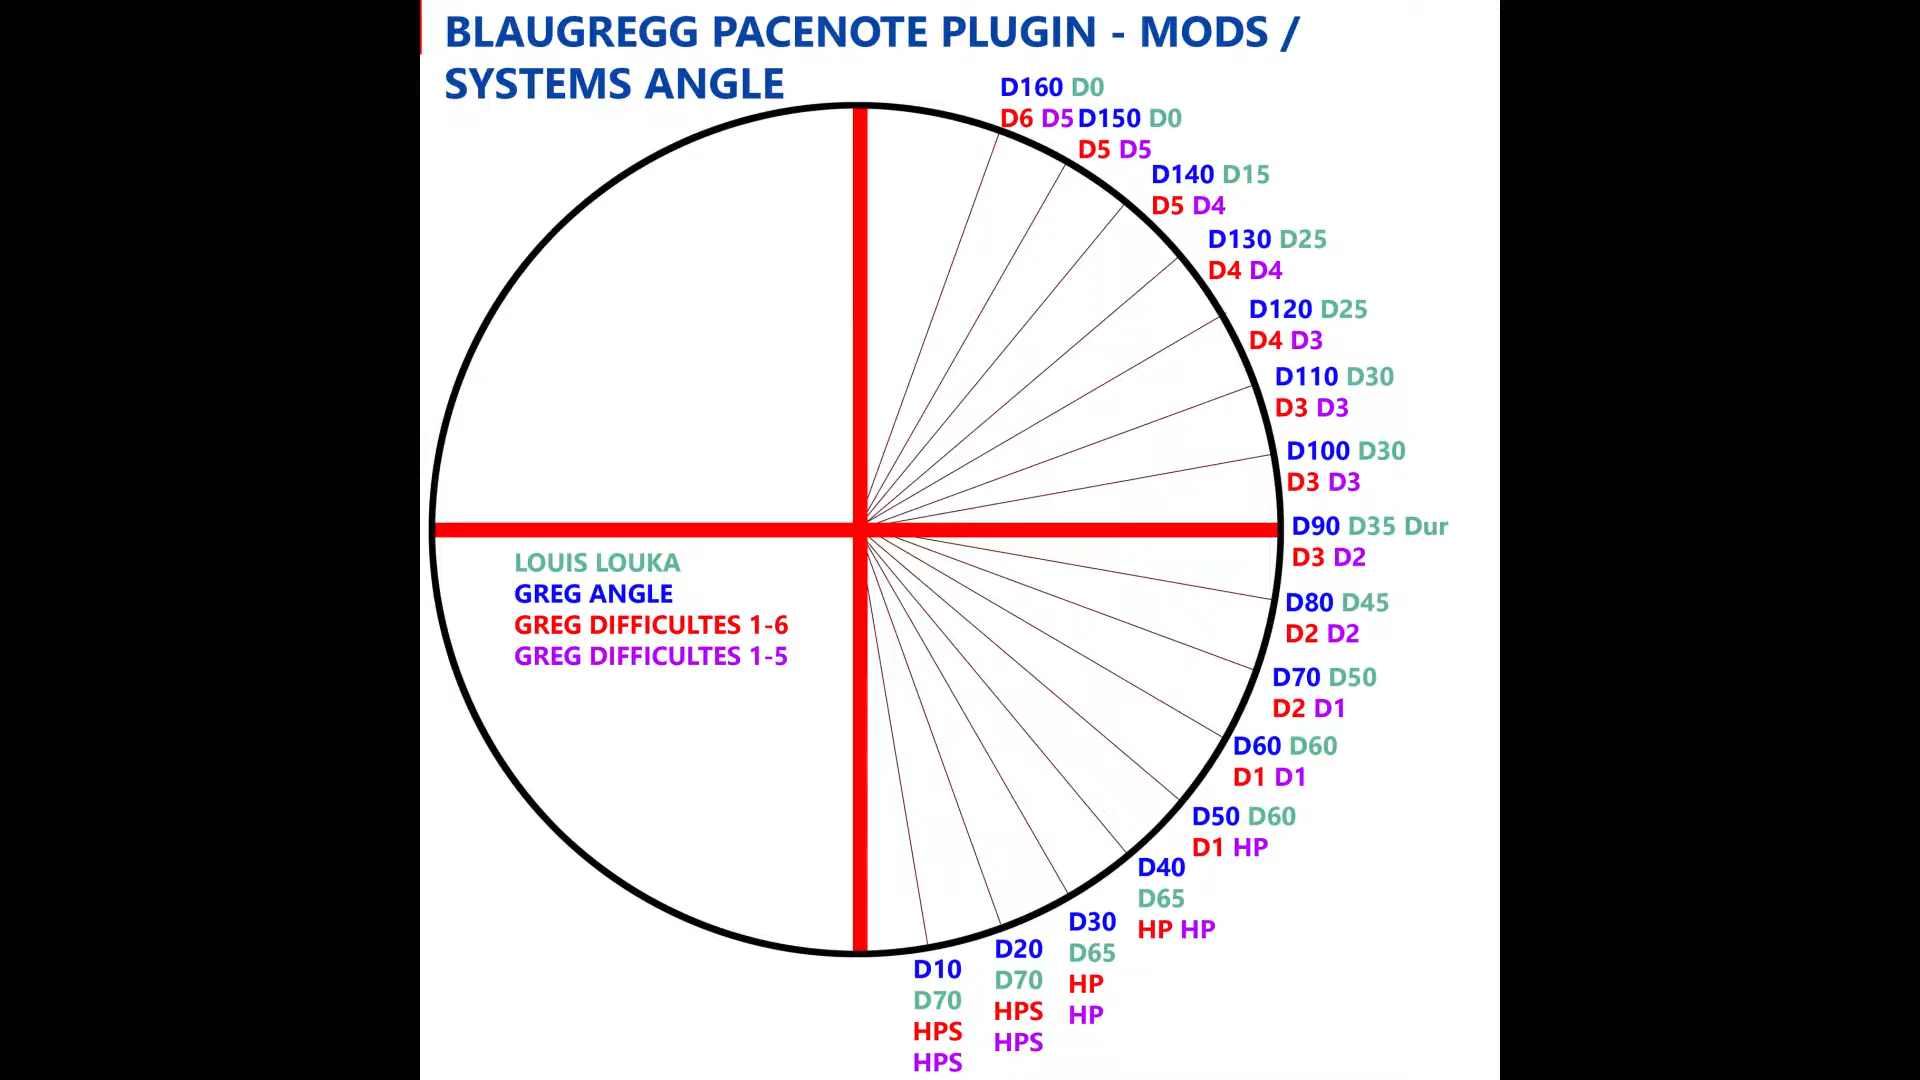 BLAUGREGG PACENOTE PLUGIN - MODS /
SYSTEMS ANGLE
D160 D0
D6 D5
D150 D0
D5 D5
D140 D15
D5 D4
D130 D25
D4 D4
D120 D25
D4 D3
D110 D30
D3 D3
D100 D30
D3 D3
D90 D35 Dur
D3 D2
LOUIS LOUKA
GREG ANGLE
GREG DIFFICULTES 1-6
GREG DIFFICULTES 1-5
D80 D45
D2 D2
D70 D50
D2 D1
D60 D60
D1 D1
D50 D60
D1 HP
D40
D65
HP HP
D30
D65
HP
HP
D20
D70
HPS
HPS
D10
D70
HPS
HPS